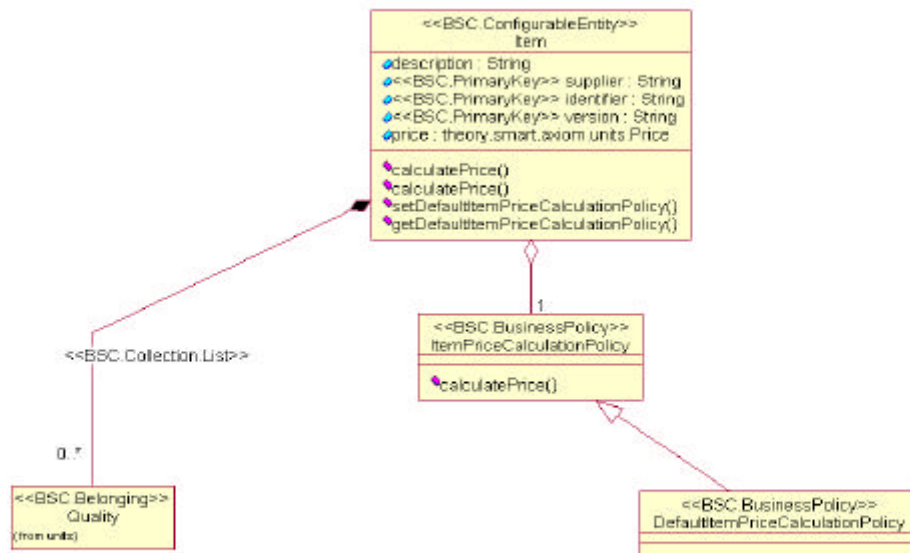 <<BSC.ConfigurableEntity>>
Item
description : String
<<BSC.PrimaryKey>> supplier : String
<<BSC.PrimaryKey>> identifier : String
<<BSC.PrimaryKey>> version : String
price : theory.smart.axiom.units.Price
calculatePrice()
calculatePrice()
setDefaultItemPriceCalculationPolicy()
getDefaultItemPriceCalculationPolicy()
1
<<BSC.BusinessPolicy>>
ItemPriceCalculationPolicy
calculatePrice()
<<BSC.Collection.List>>
0..*
<<BSC.Belonging>>
Quality
(from units)
<<BSC.BusinessPolicy>>
DefaultItemPriceCalculationPolicy